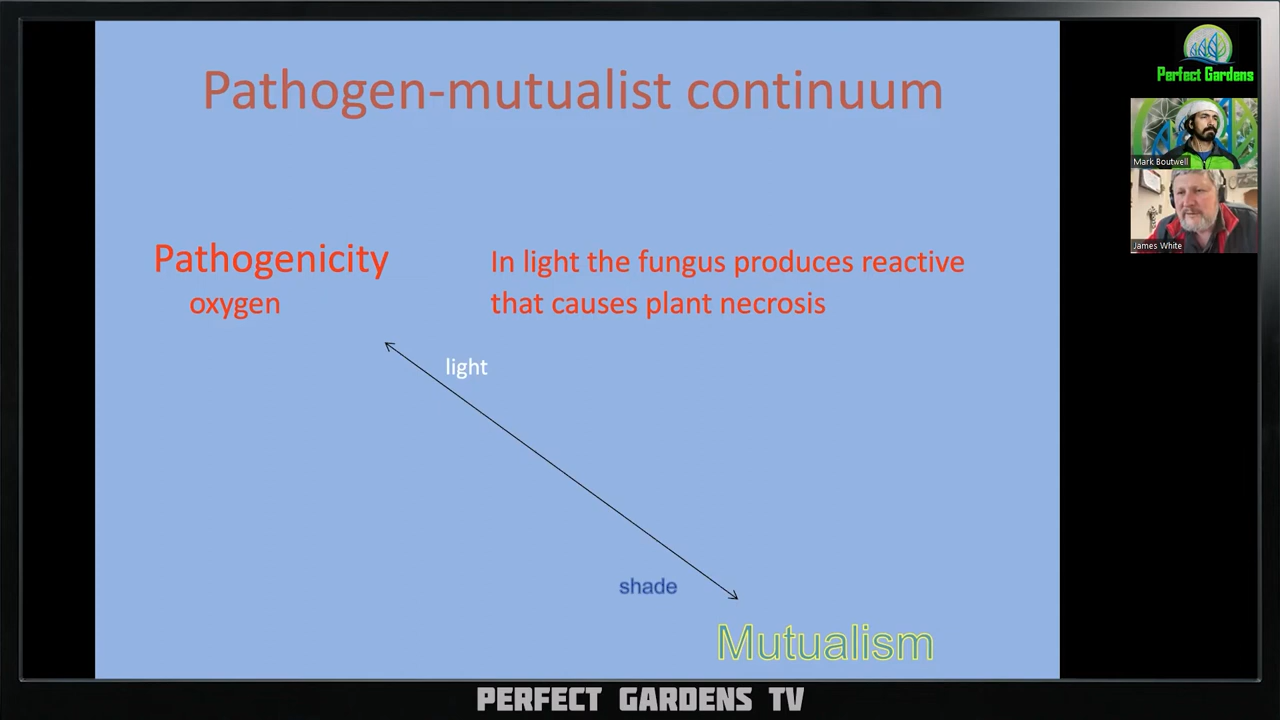 Pathogen-mutualist continuum
Perfect Gardens
Mark Boutwell
James White
Pathogenicity In light the fungus produces reactive
oxygen that causes plant necrosis
light
shade
Mutualism
PERFECT GARDENS TV